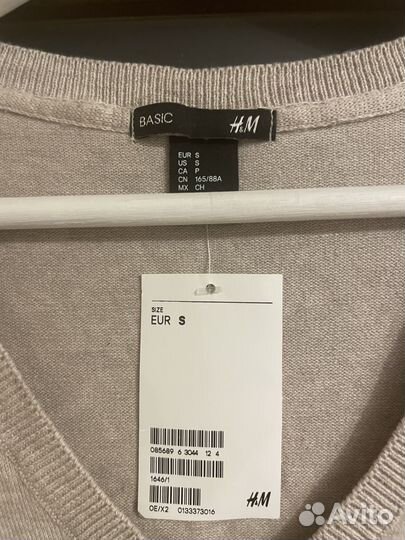 BASIC H&M
EUR S
US S
CA P
CN 165/88A
MX CH
SIZE
EUR S
085689 6 3044 12 4
1646/1
OE/X2 0133373016
H&M
Avito